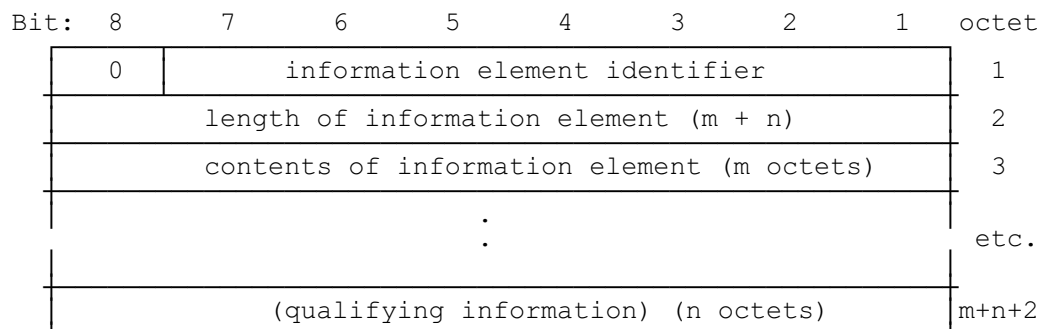 Bit: 8 7 6 5 4 3 2 1 octet
0 information element identifier 1
length of information element (m + n) 2
contents of information element (m octets) 3
:
etc.
(qualifying information) (n octets) m+n+2